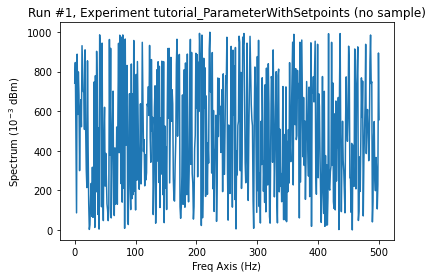 Run #1, Experiment tutorial_ParameterWithSetpoints (no sample)
Spectrum (10⁻³ dBm)
1000
800
600
400
200
0
0 100 200 300 400 500
Freq Axis (Hz)